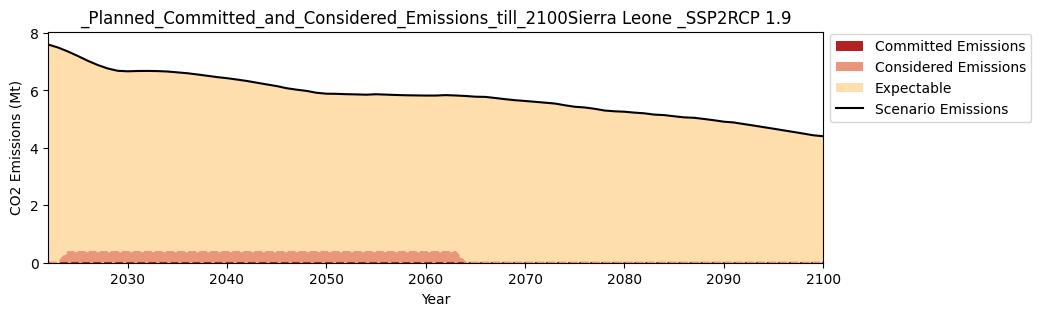 _Planned_Committed_and_Considered_Emissions_till_2100Sierra Leone _SSP2RCP 1.9
8
6
4
2
0
CO2 Emissions (Mt)
2030 2040 2050 2060 2070 2080 2090 2100
Year
Committed Emissions
Considered Emissions
Expectable
Scenario Emissions